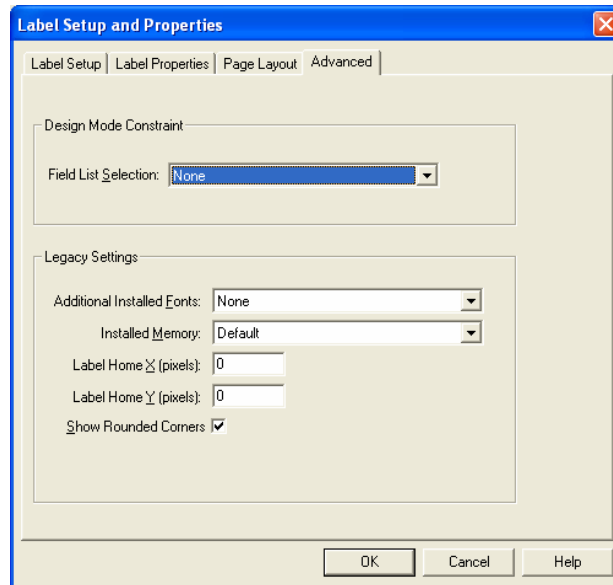 Label Setup and Properties
Label Setup Label Properties Page Layout Advanced
Design Mode Constraint
Field List Selection: None
Legacy Settings
Additional Installed Fonts: None
Installed Memory: Default
Label Home X (pixels): 0
Label Home Y (pixels): 0
Show Rounded Corners
OK Cancel Help